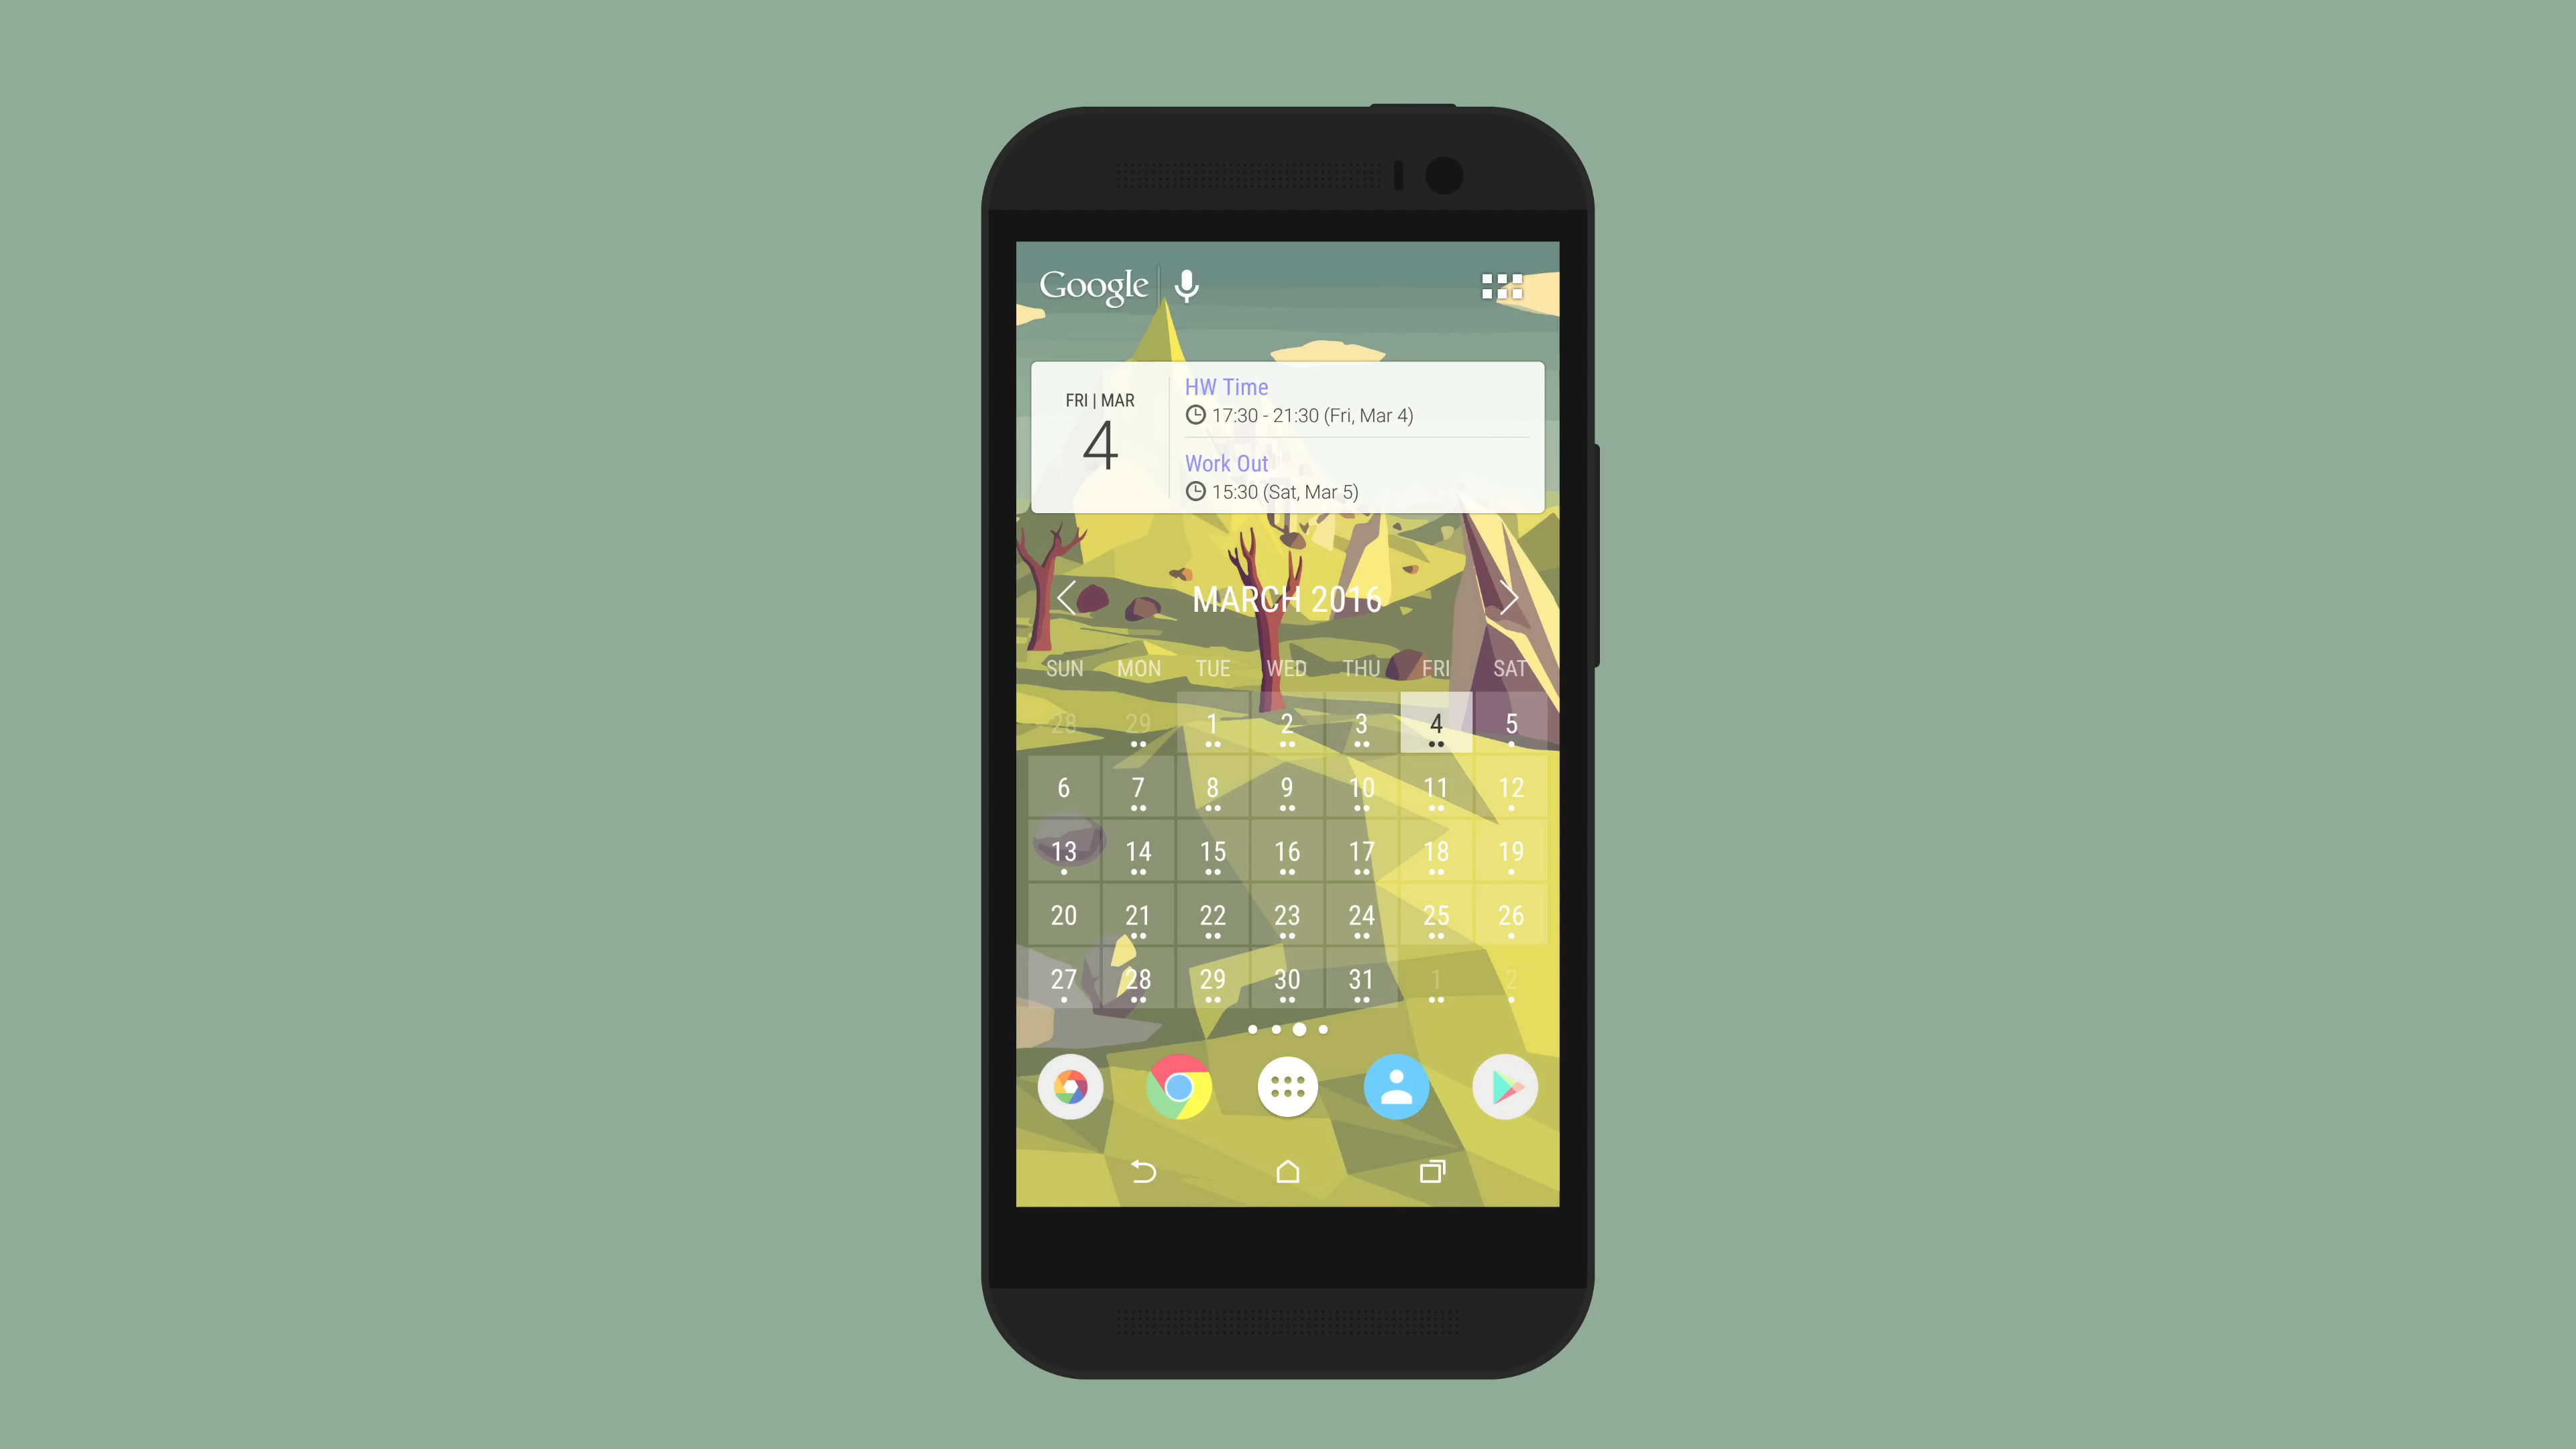 Google
FRI | MAR
4
HW Time
17:30 - 21:30 (Fri, Mar 4)
Work Out
15:30 (Sat, Mar 5)
MARCH 2016
SUN MON TUE WED THU FRI SAT
28 29 1 2 3 4 5
6 7 8 9 10 11 12
13 14 15 16 17 18 19
20 21 22 23 24 25 26
27 28 29 30 31 1 2